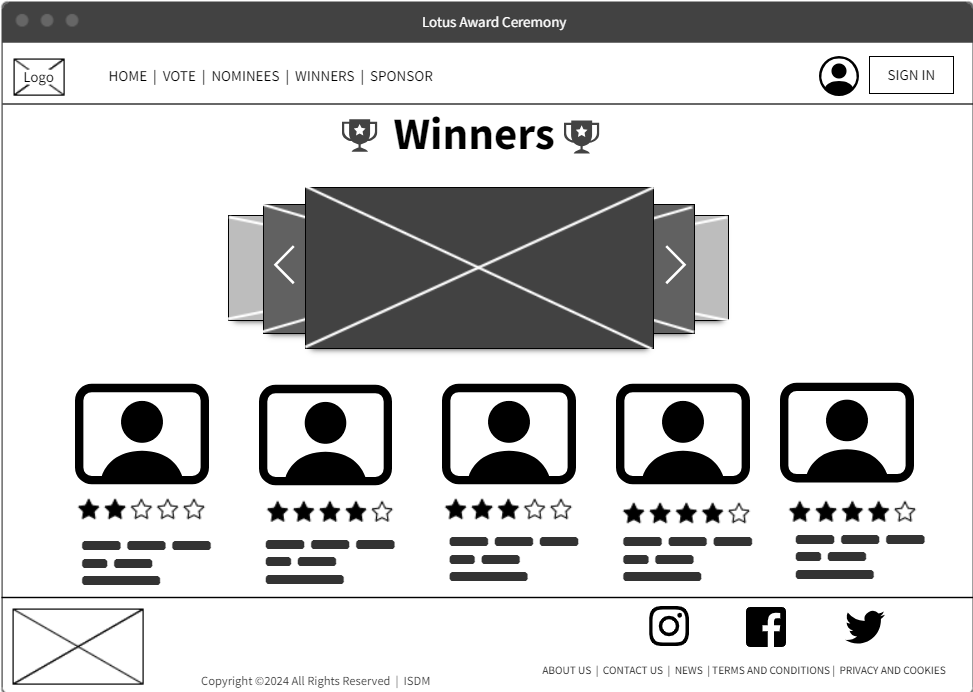 Lotus Award Ceremony
Logo
HOME | VOTE | NOMINEES | WINNERS | SPONSOR
SIGN IN
Winners
ABOUT US | CONTACT US | NEWS | TERMS AND CONDITIONS | PRIVACY AND COOKIES
Copyright ©2024 All Rights Reserved | ISDM